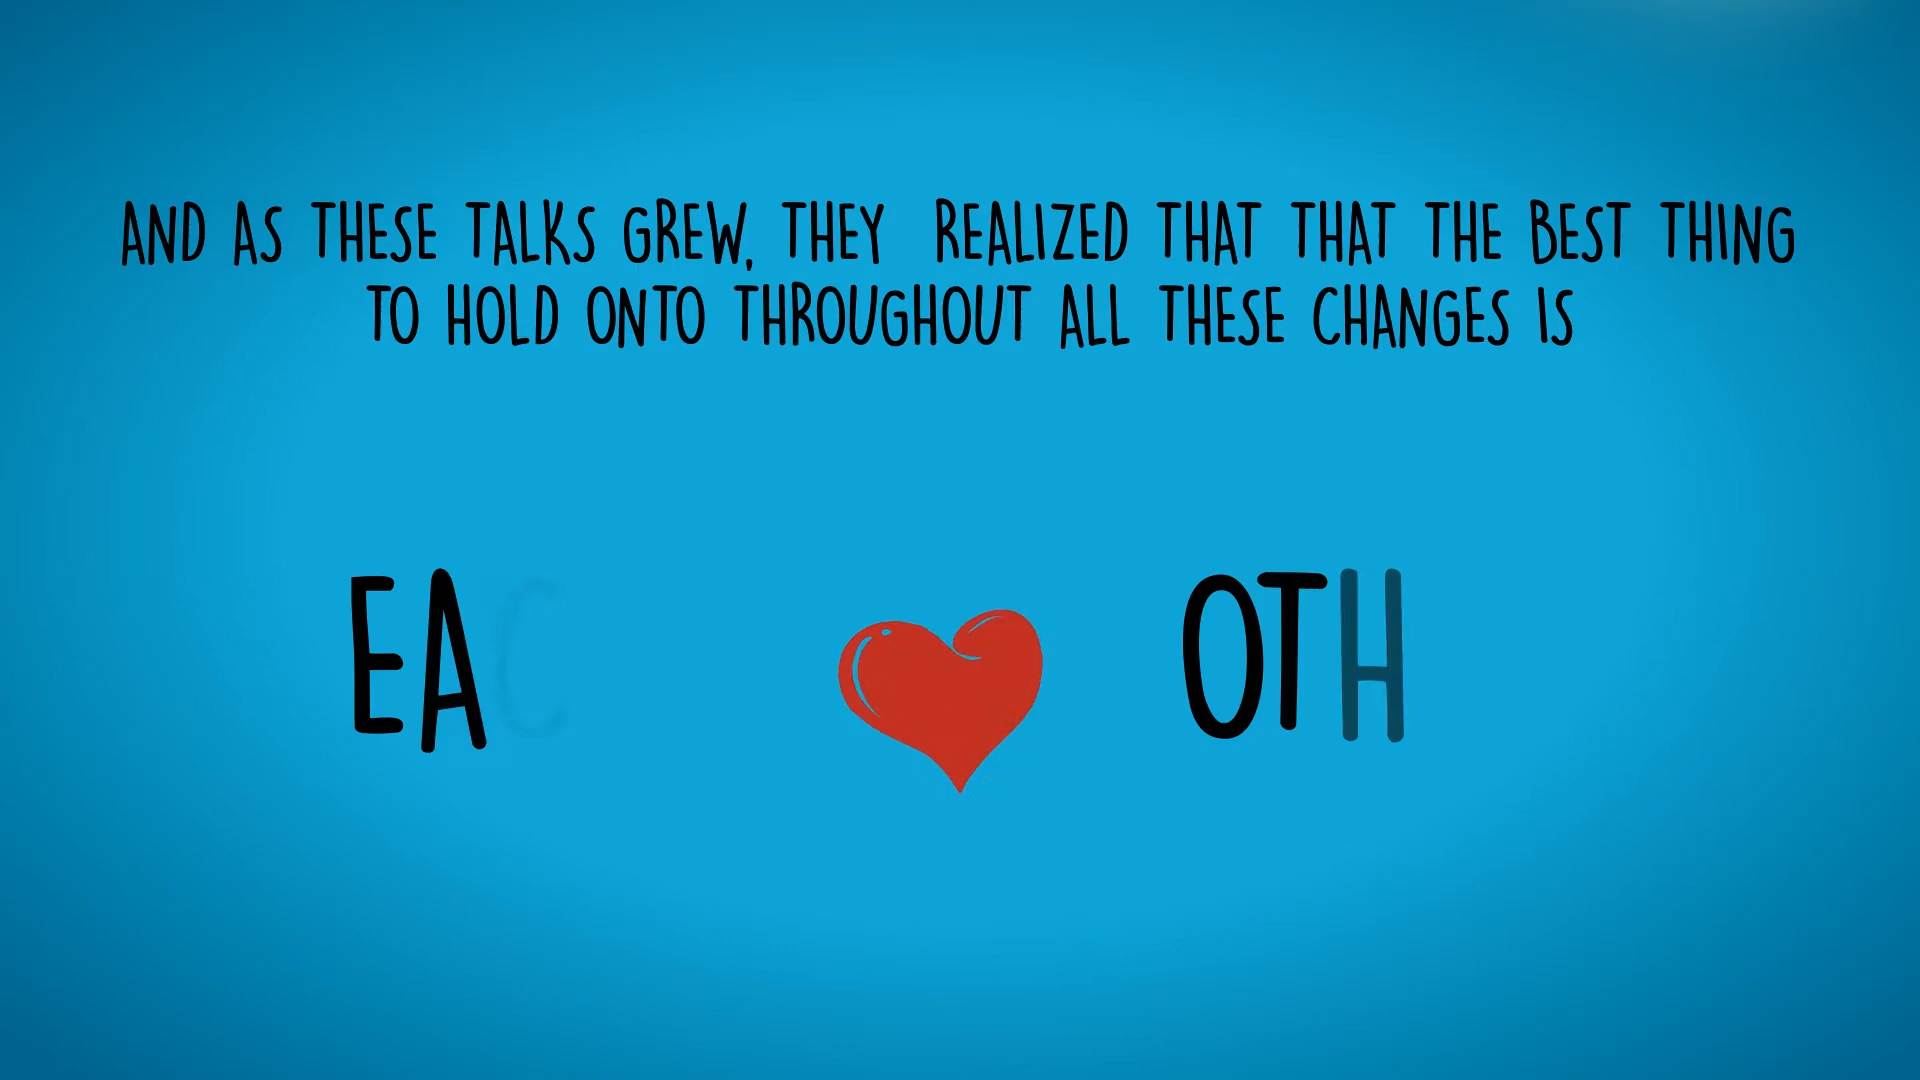 AND AS THESE TALKS GREW, THEY REALIZED THAT THAT THE BEST THING
TO HOLD ONTO THROUGHOUT ALL THESE CHANGES IS
EAC OTH